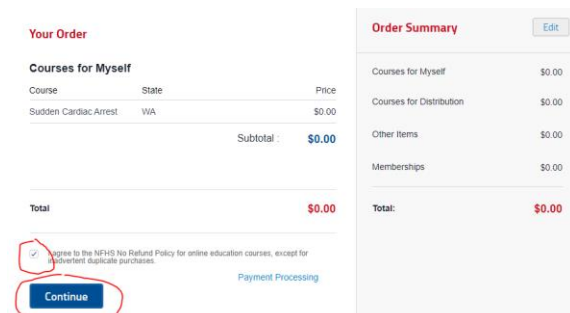 Your Order
Courses for Myself
Course State Price
Sudden Cardiac Arrest WA $0.00
Subtotal : $0.00
Total $0.00
I agree to the NFHS No Refund Policy for online education courses, except for
inadvertent duplicate purchases.
Payment Processing
Continue
Order Summary Edit
Courses for Myself $0.00
Courses for Distribution $0.00
Other Items $0.00
Memberships $0.00
Total: $0.00